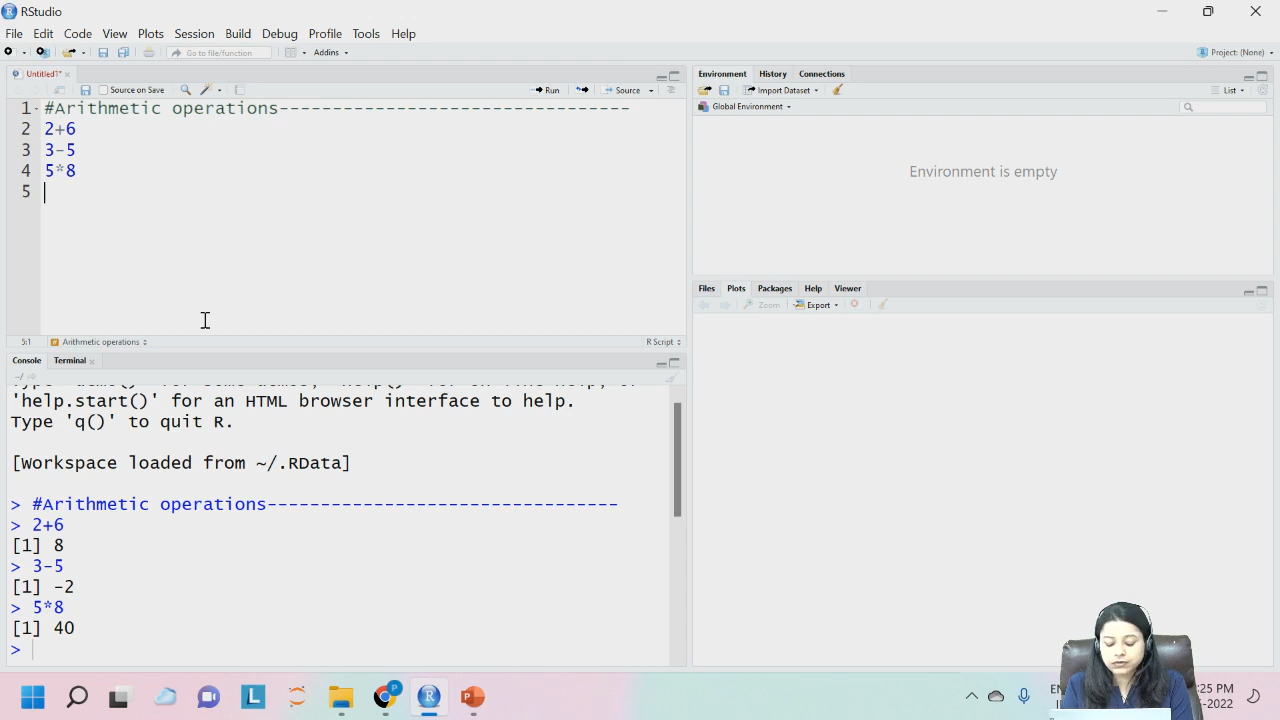 RStudio
File Edit Code View Plots Session Build Debug Profile Tools Help
Go to file/function Addins Project: (None)
Untitled1* Environment History Connections
Source on Save Run Source Import Dataset List
Global Environment
1 #Arithmetic operations---------------------------------
2 2+6
3 3-5
4 5*8
5
Environment is empty
Files Plots Packages Help Viewer
Zoom Export
5:1 Arithmetic operations R Script
Console Terminal
~/
'help.start()' for an HTML browser interface to help.
Type 'q()' to quit R.
[Workspace loaded from ~/.RData]
> #Arithmetic operations---------------------------------
> 2+6
[1] 8
> 3-5
[1] -2
> 5*8
[1] 40
>
:25 PM
-2022